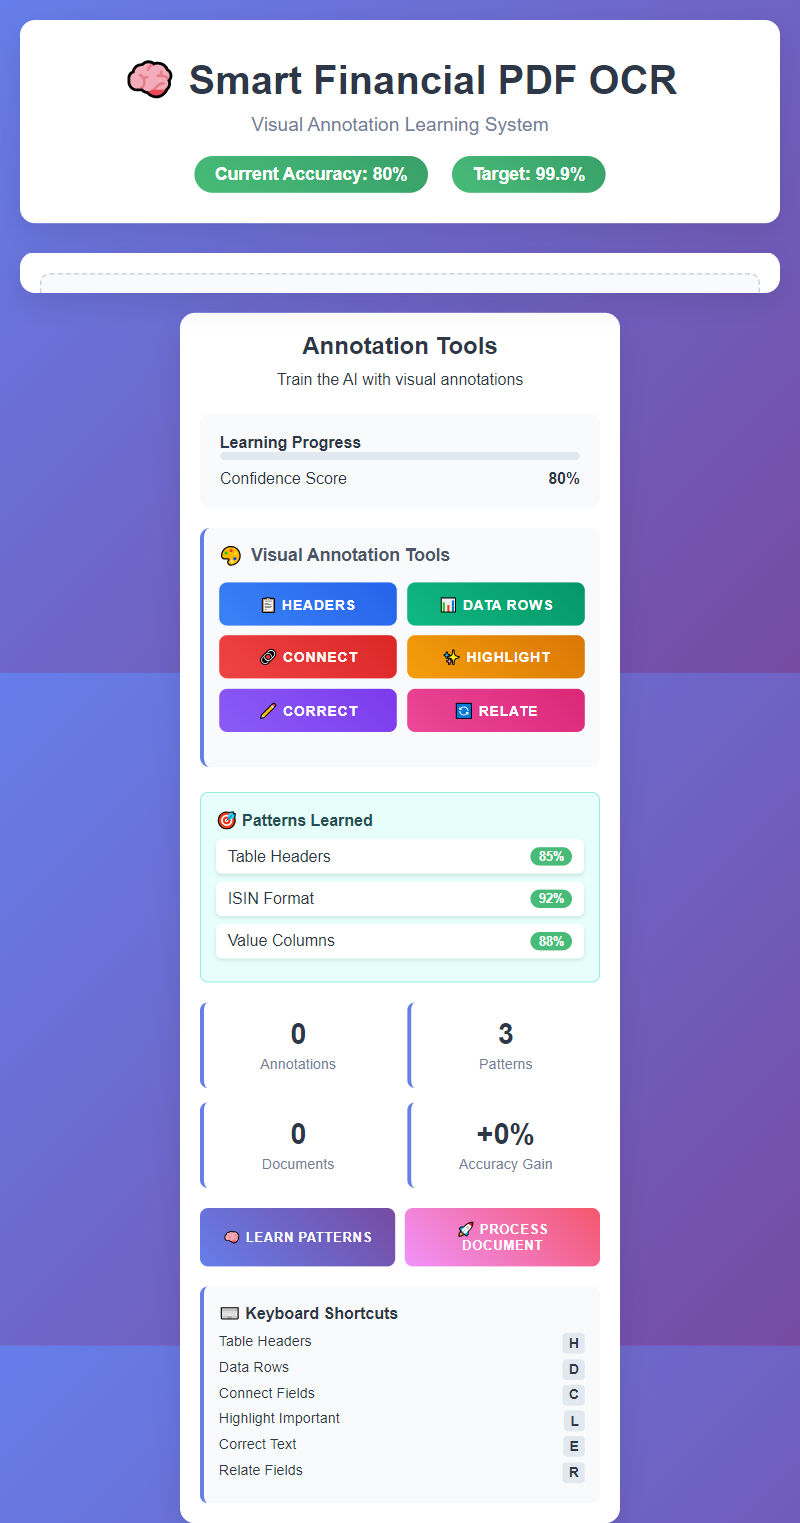 Smart Financial PDF OCR
Visual Annotation Learning System
Current Accuracy: 80%
Target: 99.9%
Annotation Tools
Train the AI with visual annotations
Learning Progress
Confidence Score
80%
Visual Annotation Tools
HEADERS
DATA ROWS
CONNECT
HIGHLIGHT
CORRECT
RELATE
Patterns Learned
Table Headers
85%
ISIN Format
92%
Value Columns
88%
0
Annotations
3
Patterns
0
Documents
+0%
Accuracy Gain
LEARN PATTERNS
PROCESS
DOCUMENT
Keyboard Shortcuts
Table Headers
H
Data Rows
D
Connect Fields
C
Highlight Important
L
Correct Text
E
Relate Fields
R